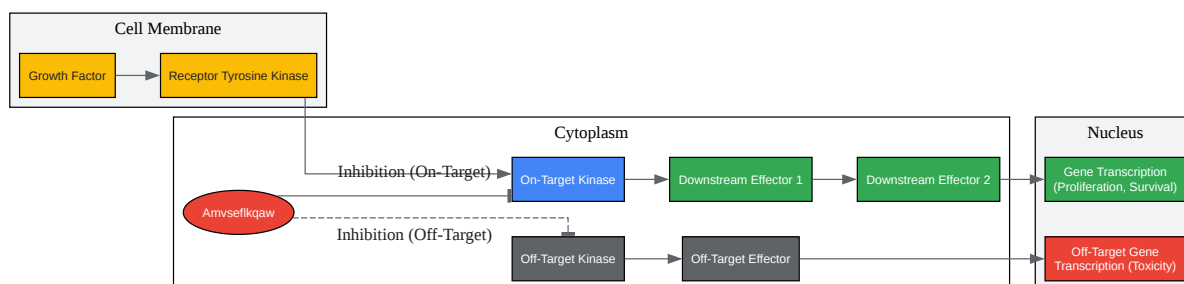 Cell Membrane
Growth Factor
Receptor Tyrosine Kinase
Cytoplasm
Nucleus
Inhibition (On-Target)
On-Target Kinase
Downstream Effector 1
Downstream Effector 2
Gene Transcription
(Proliferation, Survival)
Amvseflkqaw
Inhibition (Off-Target)
Off-Target Kinase
Off-Target Effector
Off-Target Gene
Transcription (Toxicity)